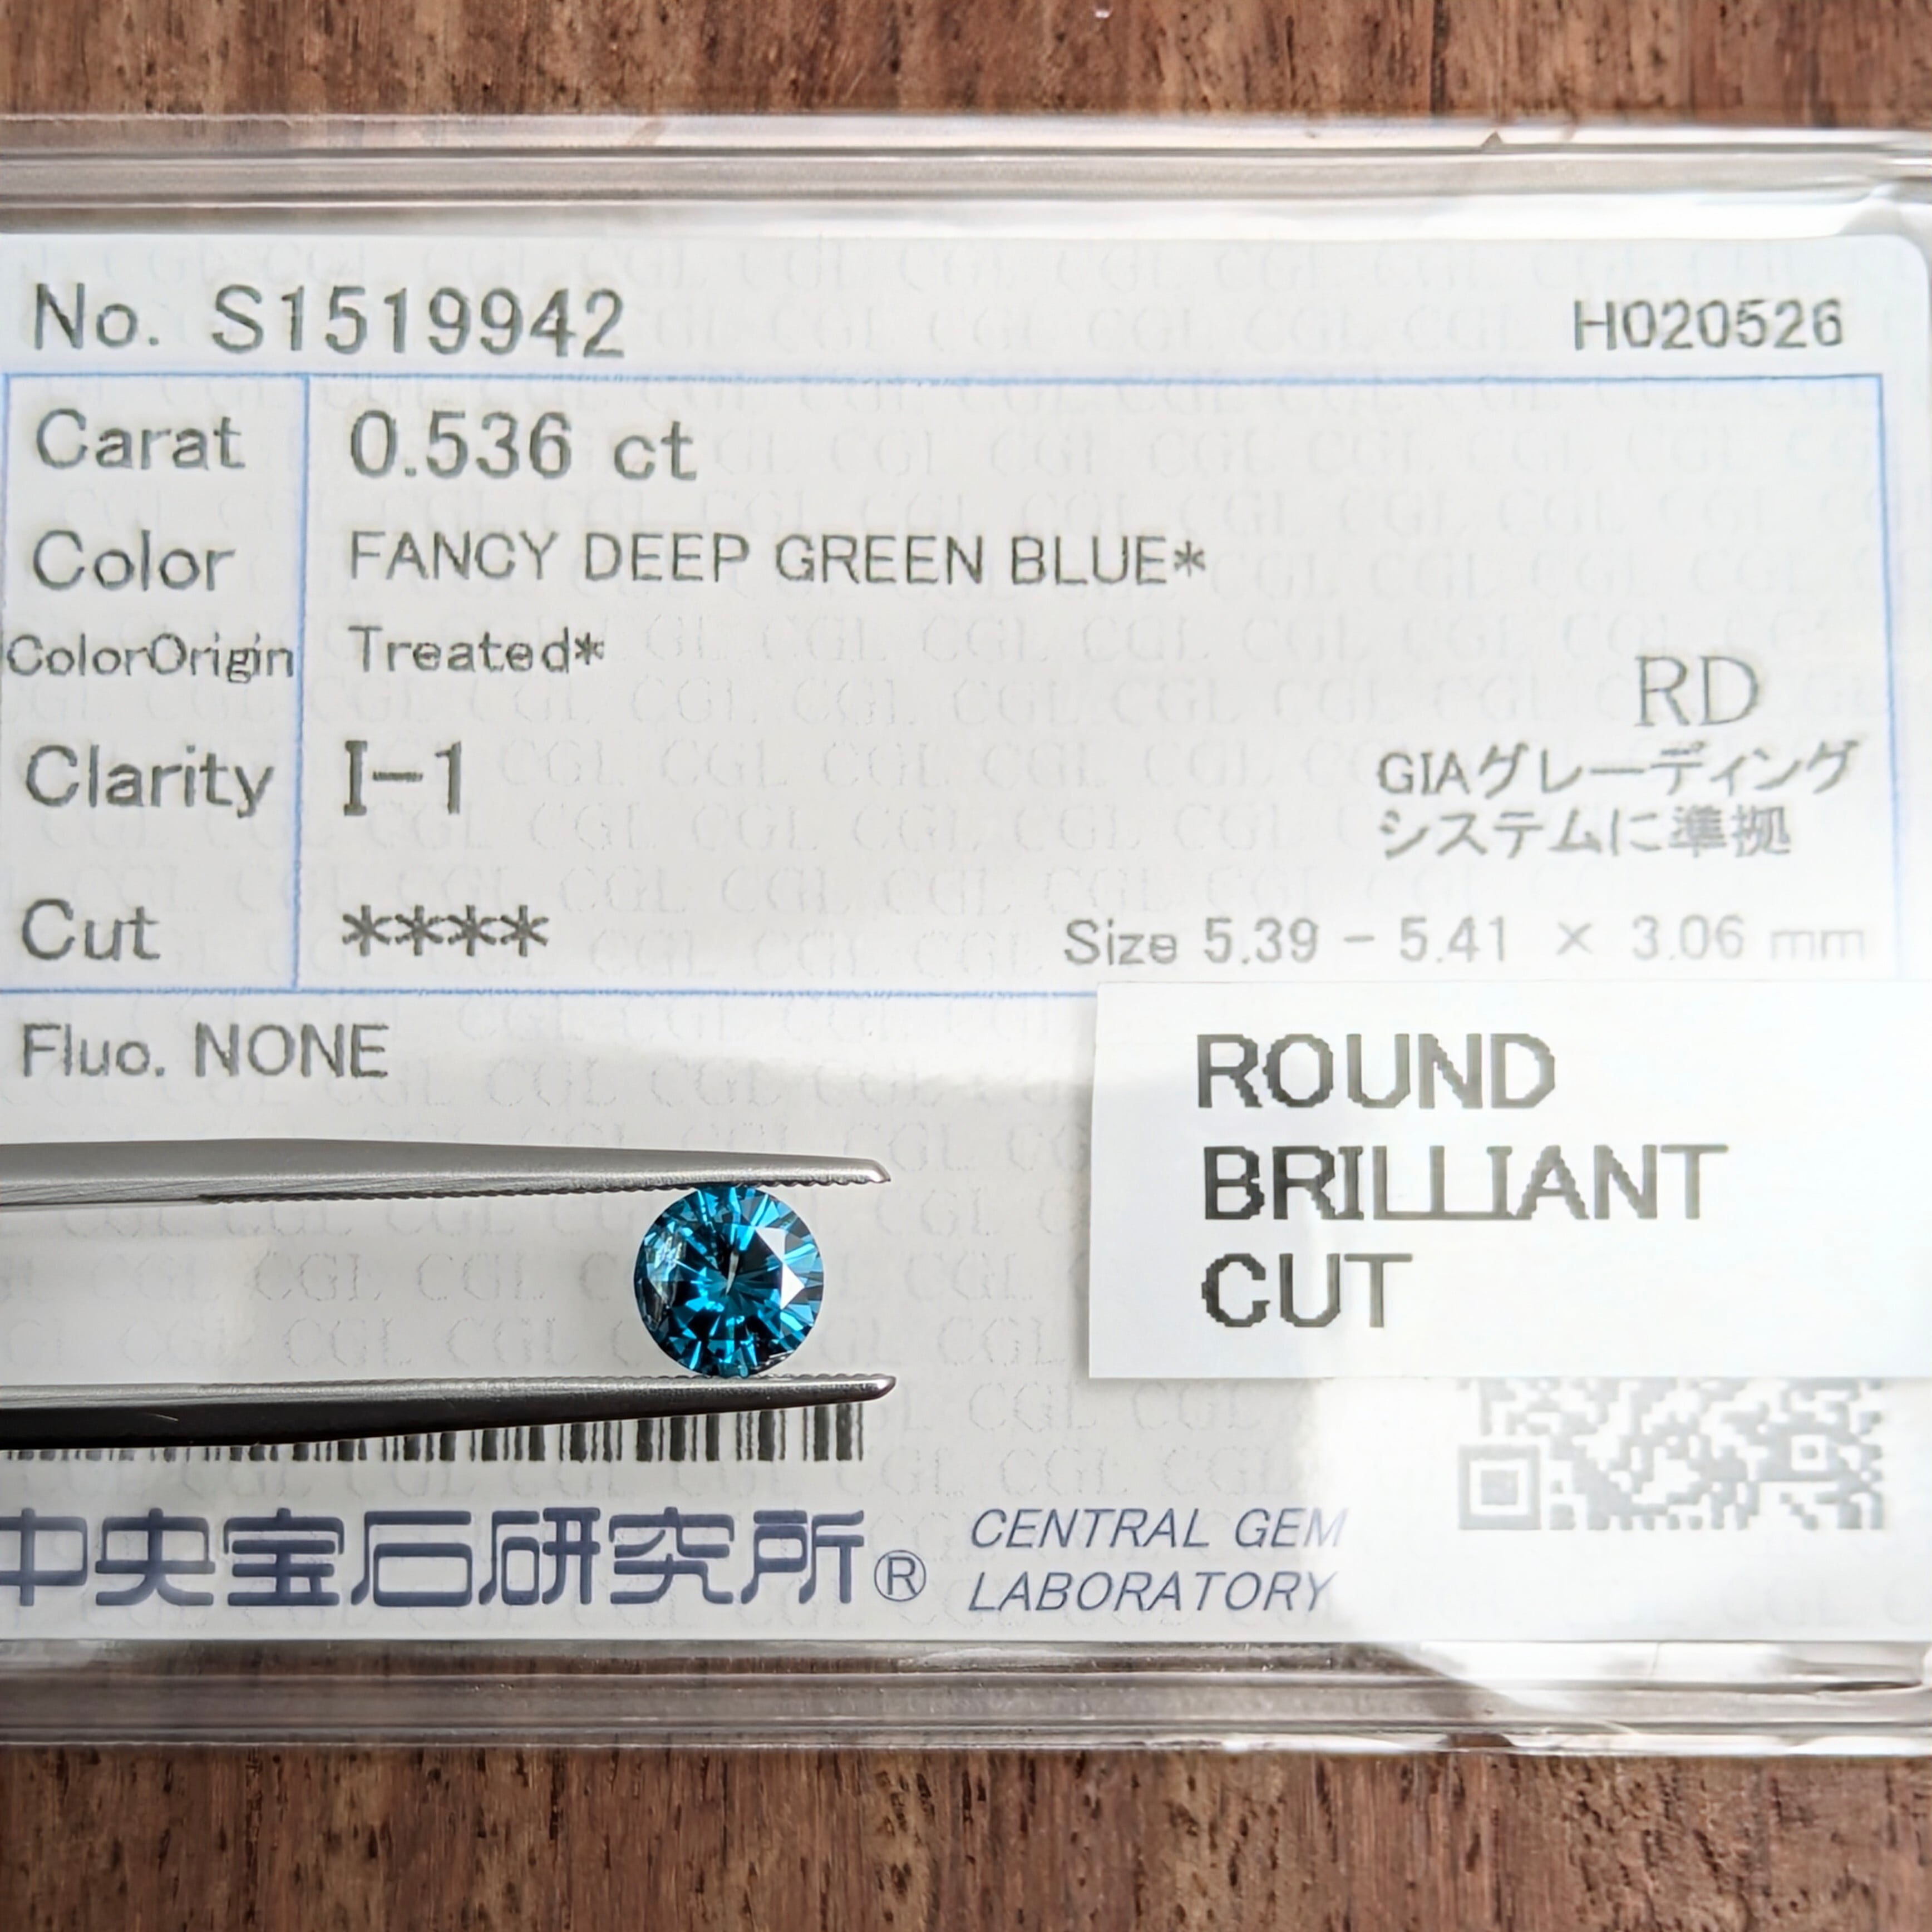 No. S1519942
H020526
Carat 0.536 ct
Color FANCY DEEP GREEN BLUE*
ColorOrigin Treated*
RD
Clarity I-1
GIAグレーディング
システムに準拠
Cut ****
Size 5.39 - 5.41 × 3.06 mm
Fluo. NONE
ROUND
BRILLIANT
CUT
中央宝石研究所®
CENTRAL GEM
LABORATORY